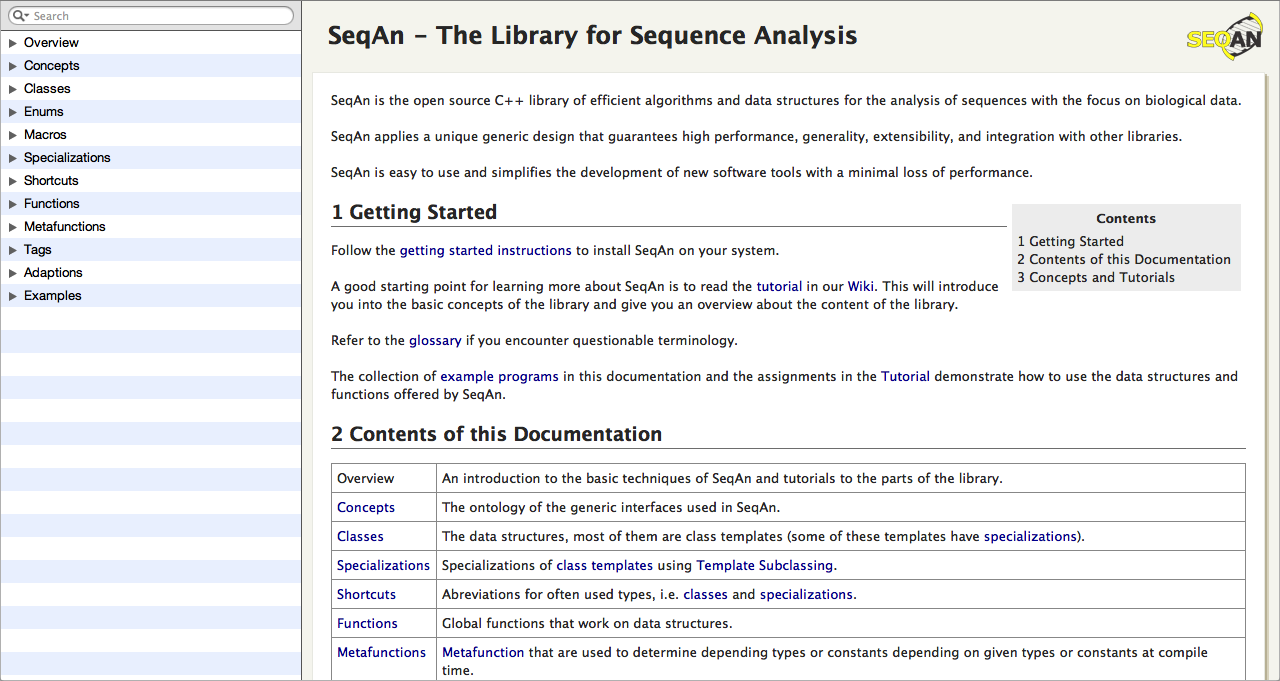 Search
Overview
Concepts
Classes
Enums
Macros
Specializations
Shortcuts
Functions
Metafunctions
Tags
Adaptions
Examples
SeqAn – The Library for Sequence Analysis
SEQAN
SeqAn is the open source C++ library of efficient algorithms and data structures for the analysis of sequences with the focus on biological data.
SeqAn applies a unique generic design that guarantees high performance, generality, extensibility, and integration with other libraries.
SeqAn is easy to use and simplifies the development of new software tools with a minimal loss of performance.
1 Getting Started
Contents
1 Getting Started
2 Contents of this Documentation
3 Concepts and Tutorials
Follow the getting started instructions to install SeqAn on your system.
A good starting point for learning more about SeqAn is to read the tutorial in our Wiki. This will introduce
you into the basic concepts of the library and give you an overview about the content of the library.
Refer to the glossary if you encounter questionable terminology.
The collection of example programs in this documentation and the assignments in the Tutorial demonstrate how to use the data structures and
functions offered by SeqAn.
2 Contents of this Documentation
Overview An introduction to the basic techniques of SeqAn and tutorials to the parts of the library.
Concepts The ontology of the generic interfaces used in SeqAn.
Classes The data structures, most of them are class templates (some of these templates have specializations).
Specializations Specializations of class templates using Template Subclassing.
Shortcuts Abreviations for often used types, i.e. classes and specializations.
Functions Global functions that work on data structures.
Metafunctions Metafunction that are used to determine depending types or constants depending on given types or constants at compile
time.